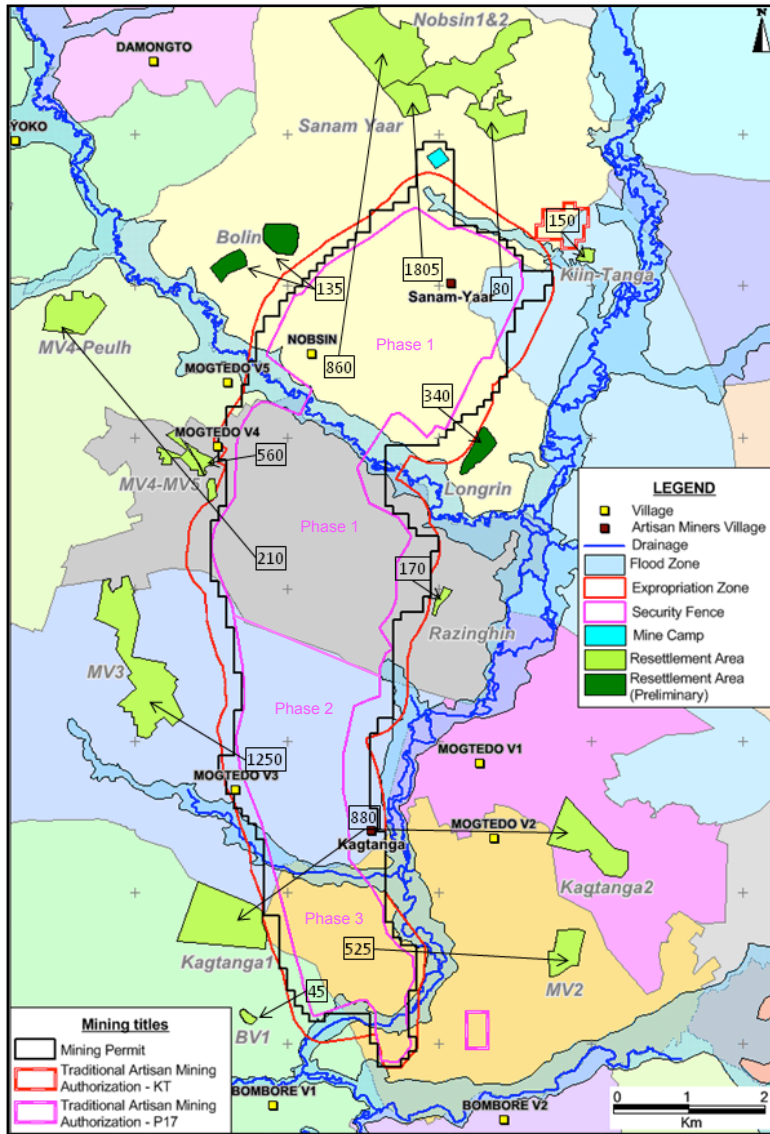 Nobsin1&2
N
DAMONGTO
YOKO
Sanam Yaar
Bolin
150
Kiin-Tanga
135
1805
80
Sanam-Yaar
MV4-Peulh
NOBSIN
Phase 1
860
MOGTEDO V5
340
MOGTEDO V4
560
MV4-MV5
Longrin
Phase 1
210
170
Razinghin
LEGEND
Village
Artisan Miners Village
Drainage
Flood Zone
Expropriation Zone
Security Fence
Mine Camp
Resettlement Area
Resettlement Area
(Preliminary)
MV3
Phase 2
1250
MOGTEDO V1
MOGTEDO V3
880
Kagtanga
MOGTEDO V2
Kagtanga2
Phase 3
Kagtanga1
525
MV2
45
BV1
Mining titles
Mining Permit
Traditional Artisan Mining
Authorization - KT
Traditional Artisan Mining
Authorization - P17
BOMBORE V1
BOMBORE V2
0 1 2
Km